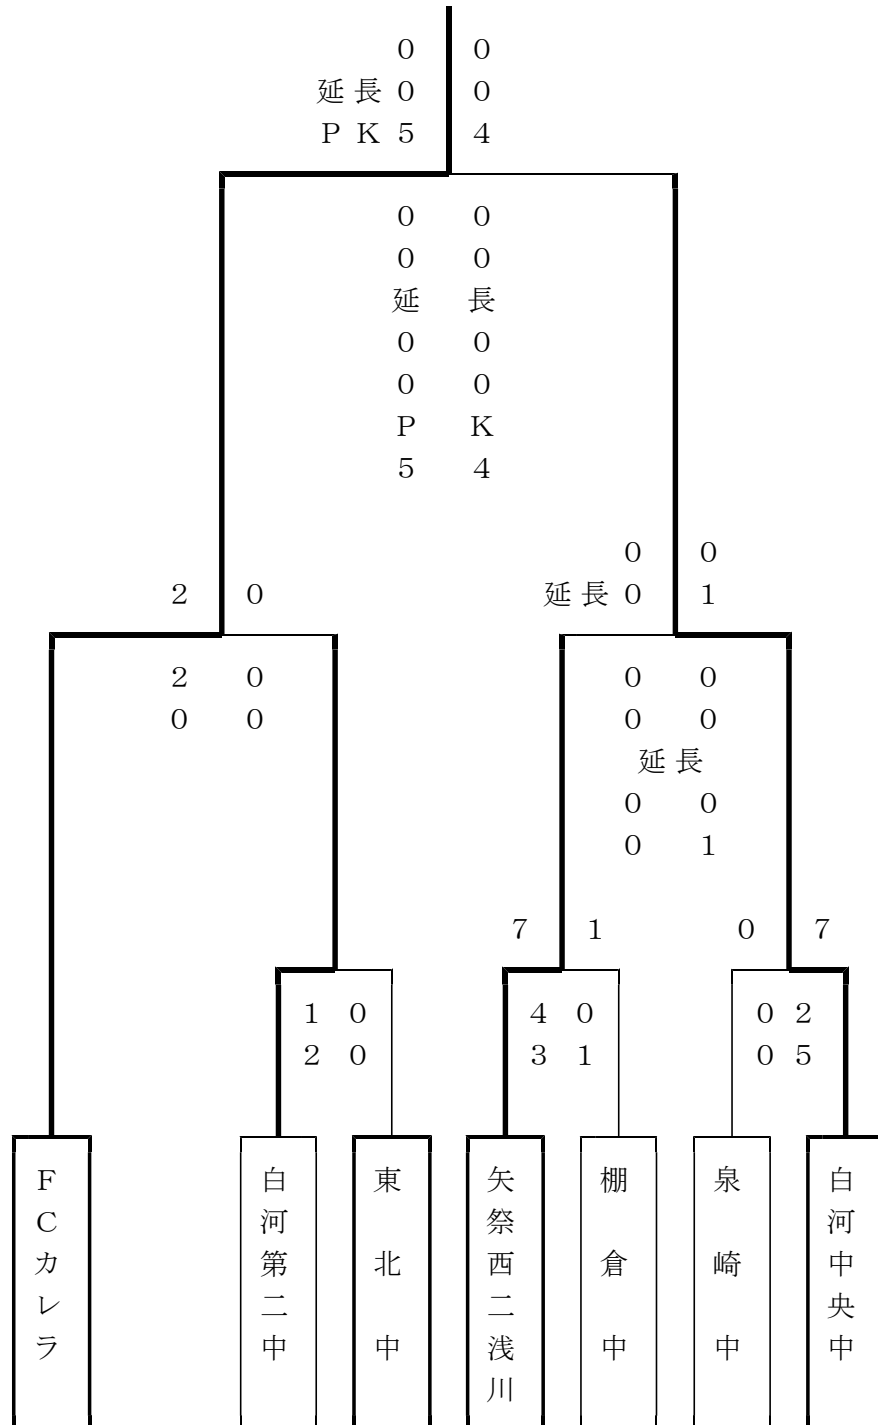 ０ ０
延長 ０ ０
ＰＫ ５ ４
０ ０
０ ０
延 長
０ ０
０ ０
Ｐ Ｋ
５ ４
０ ０
２ ０ 延長 ０ １
２ ０ ０ ０
０ ０ ０ ０
延長
０ ０
０ １
７ １ ０ ７
１ ０ ４ ０ ０ ２
２ ０ ３ １ ０ ５
ＦＣカレラ
白河第二中
東北中
矢祭西二浅川
棚倉中
泉崎中
白河中央中